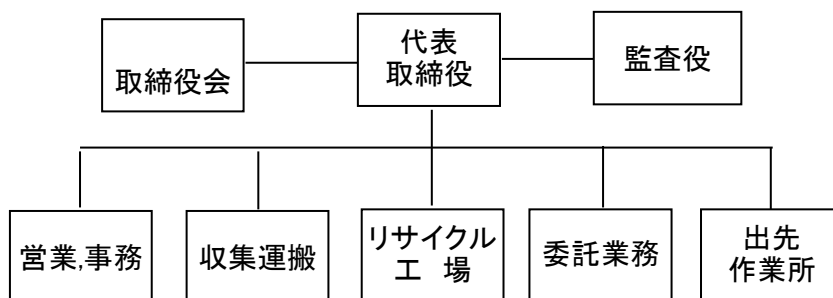 代表
取締役
取締役会
監査役
営業,事務
収集運搬
リサイクル
工 場
委託業務
出先
作業所